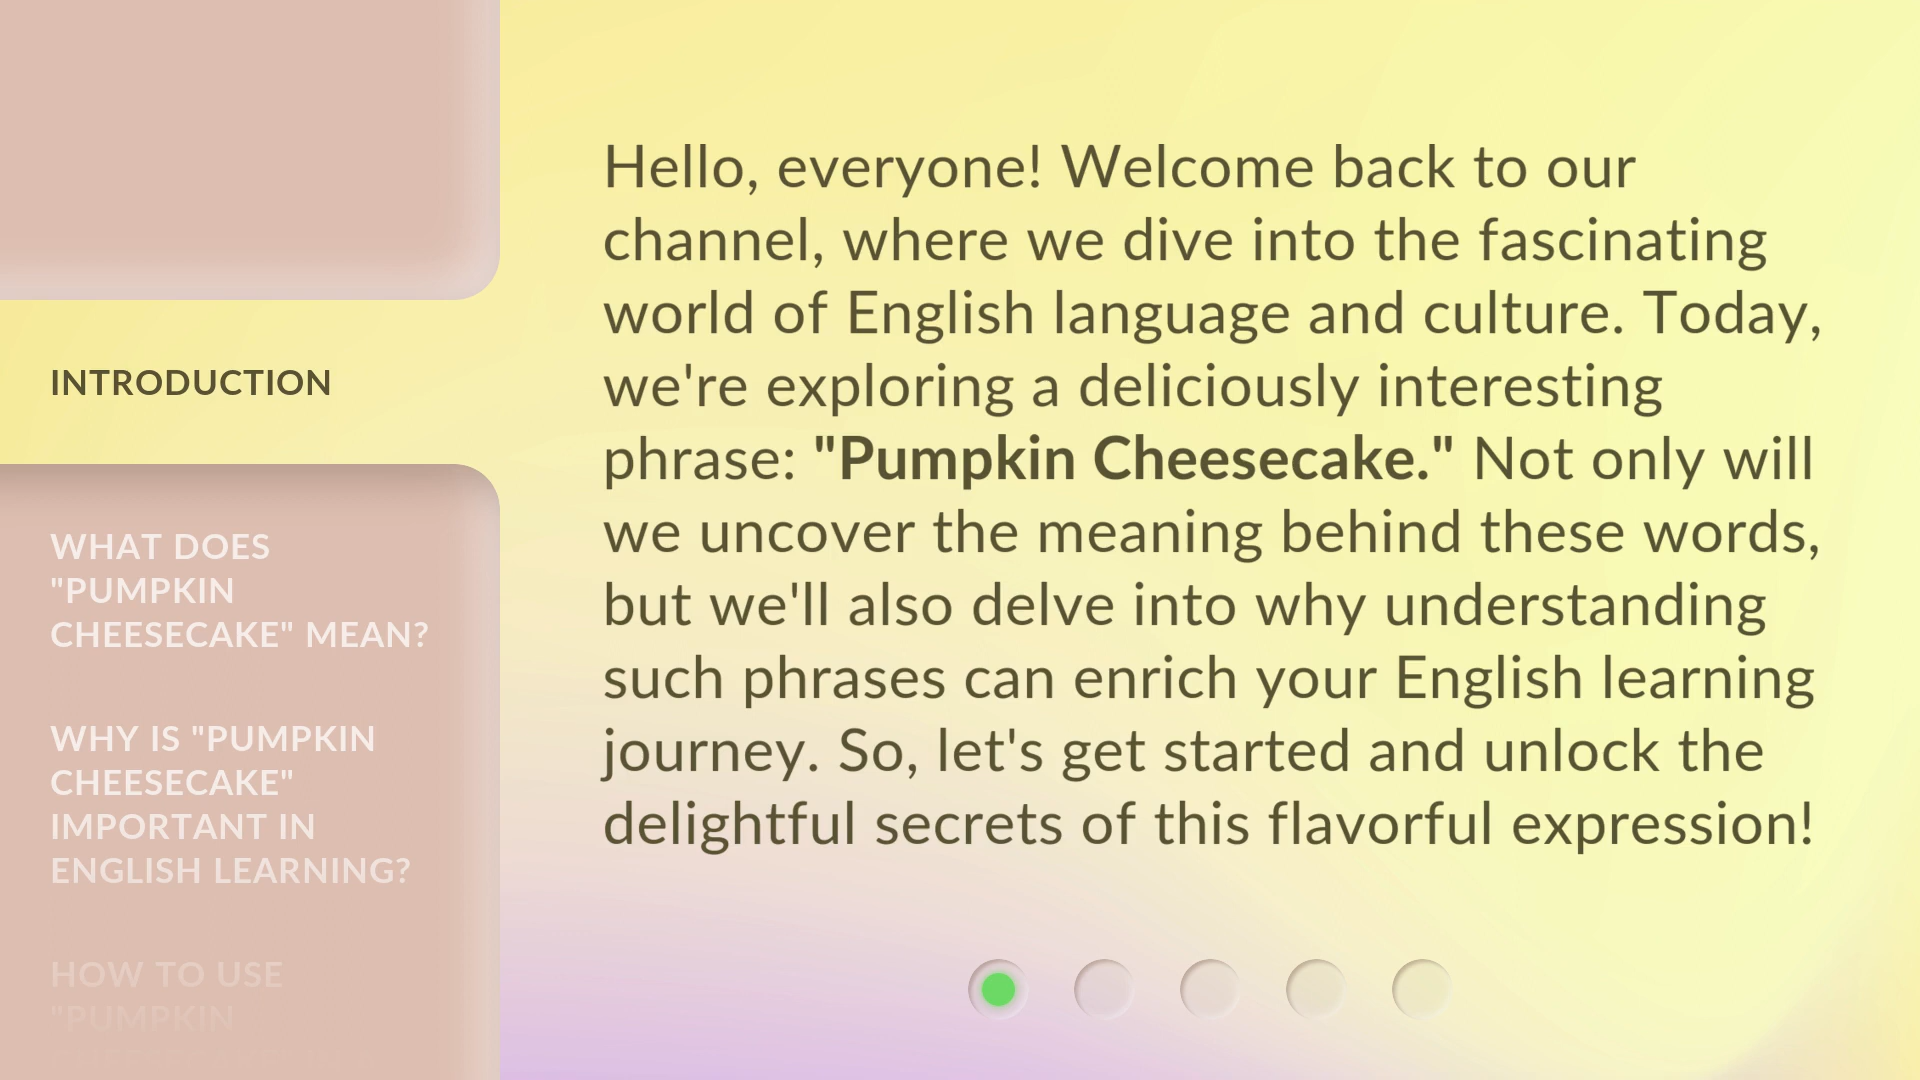 INTRODUCTION
WHAT DOES
"PUMPKIN
CHEESECAKE" MEAN?
WHY IS "PUMPKIN
CHEESECAKE"
IMPORTANT IN
ENGLISH LEARNING?
HOW TO USE
"PUMPKIN
Hello, everyone! Welcome back to our
channel, where we dive into the fascinating
world of English language and culture. Today,
we're exploring a deliciously interesting
phrase: "Pumpkin Cheesecake." Not only will
we uncover the meaning behind these words,
but we'll also delve into why understanding
such phrases can enrich your English learning
journey. So, let's get started and unlock the
delightful secrets of this flavorful expression!